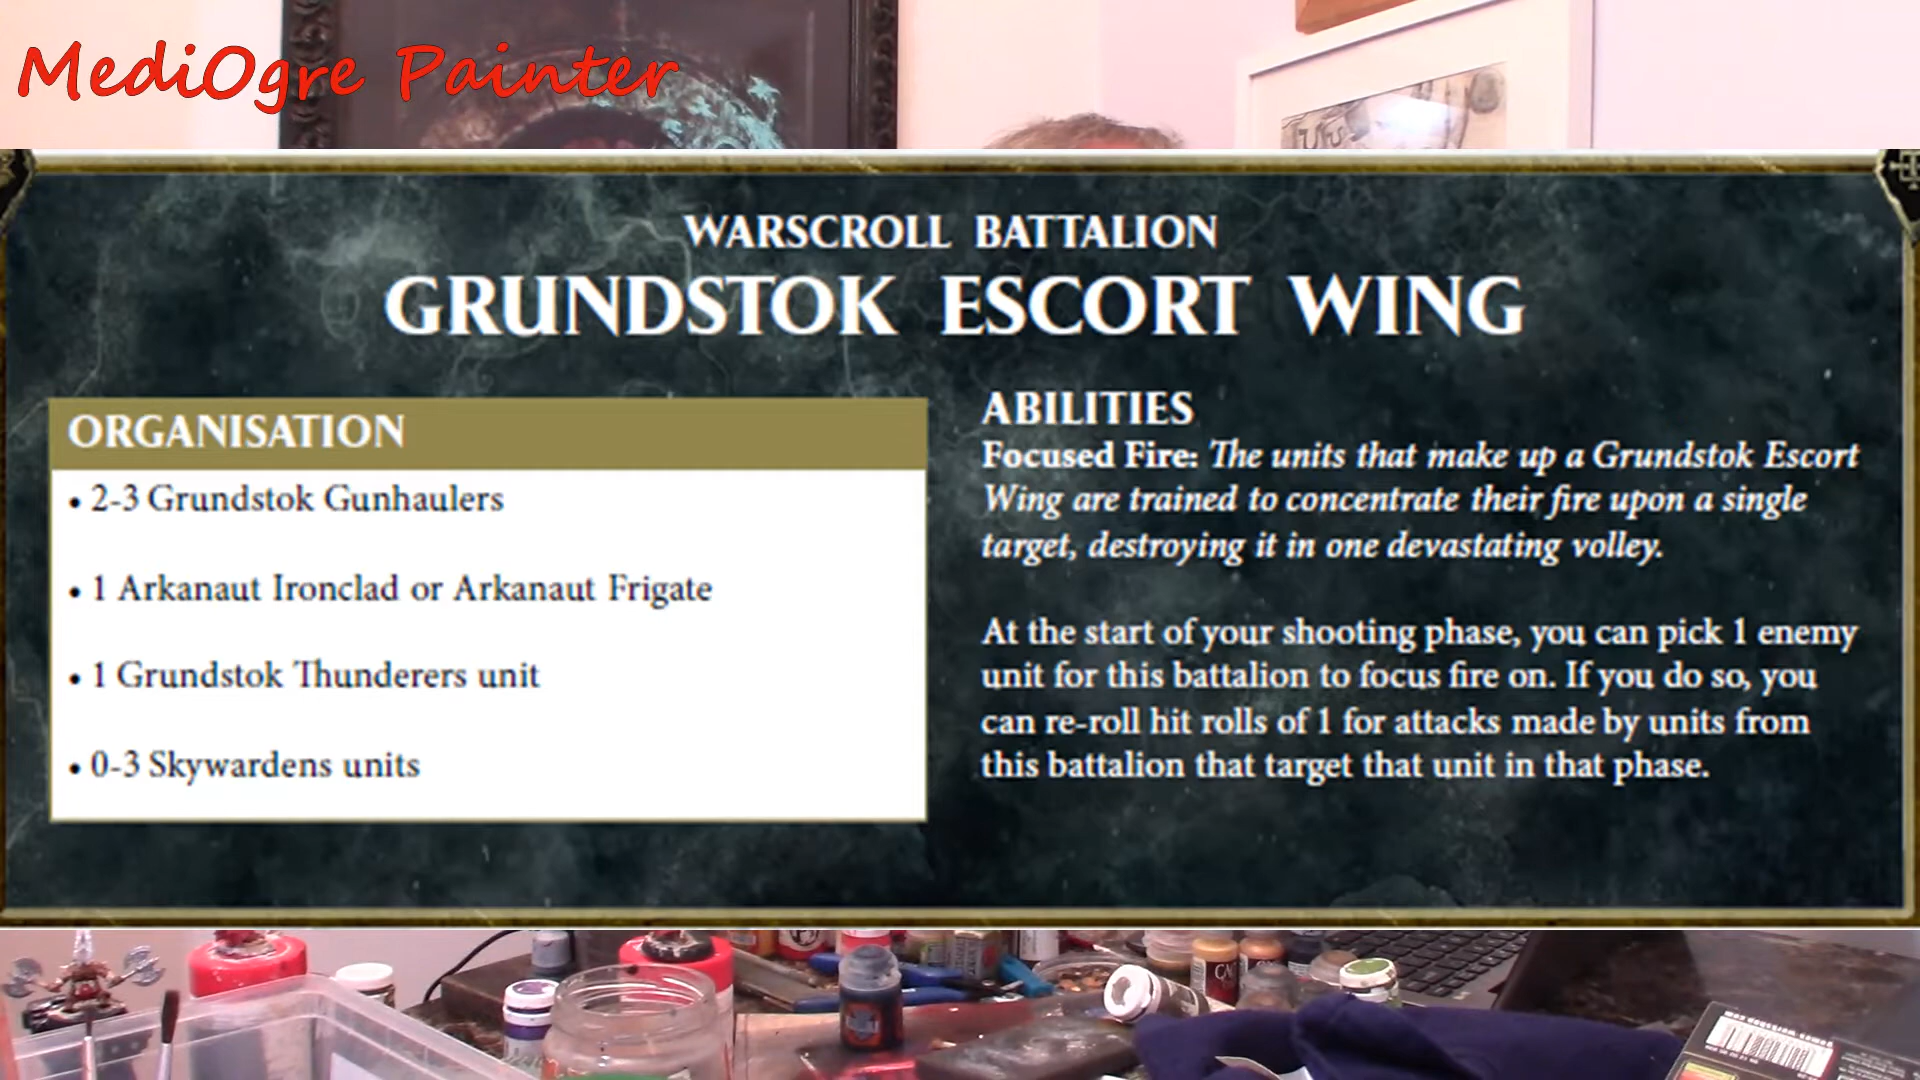 MediOgre Painter
WARSCROLL BATTALION
GRUNDSTOK ESCORT WING
ORGANISATION
• 2-3 Grundstok Gunhaulers
• 1 Arkanaut Ironclad or Arkanaut Frigate
• 1 Grundstok Thunderers unit
• 0-3 Skywardens units
ABILITIES
Focused Fire: The units that make up a Grundstok Escort
Wing are trained to concentrate their fire upon a single
target, destroying it in one devastating volley.
At the start of your shooting phase, you can pick 1 enemy
unit for this battalion to focus fire on. If you do so, you
can re-roll hit rolls of 1 for attacks made by units from
this battalion that target that unit in that phase.